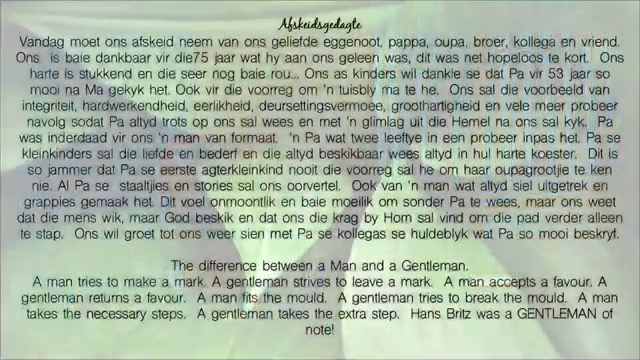 Afskeidsgedagte
Vandag moet ons afskeid neem van ons geliefde eggenoot, pappa, oupa, broer, kollega en vriend.
Ons is baie dankbaar vir die75 jaar wat hy aan ons geleen was, dit was net hopeloos te kort. Ons
harte is stukkend en die seer nog baie rou... Ons as kinders wil dankie se dat Pa vir 53 jaar so
mooi na Ma gekyk het. Ook vir die voorreg om 'n tuisbly ma te he. Ons sal die voorbeeld van
integriteit, hardwerkendheid, eerlikheid, deursettingsvermoee, groothartigheid en vele meer probeer
navolg sodat Pa altyd trots op ons sal wees en met 'n glimlag uit die Hemel na ons sal kyk. Pa
was inderdaad vir ons 'n man van formaat. 'n Pa wat twee leeftye in een probeer inpas het. Pa se
kleinkinders sal die liefde en bederf en die altyd beskikbaar wees altyd in hul harte koester. Dit is
so jammer dat Pa se eerste agterkleinkind nooit die voorreg sal he om haar oupagrootjie te ken
nie. Al Pa se staaltjies en stories sal ons oorvertel. Ook van 'n man wat altyd siel uitgetrek en
grappies gemaak het. Dit voel onmoontlik en baie moeilik om sonder Pa te wees, maar ons weet
dat die mens wik, maar God beskik en dat ons die krag by Hom sal vind om die pad verder alleen
te stap. Ons wil groet tot ons weer sien met Pa se kollegas se huldeblyk wat Pa so mooi beskryf.
The difference between a Man and a Gentleman.
A man tries to make a mark. A gentleman strives to leave a mark. A man accepts a favour. A
gentleman returns a favour. A man fits the mould. A gentleman tries to break the mould. A man
takes the necessary steps. A gentleman takes the extra step. Hans Britz was a GENTLEMAN of
note!